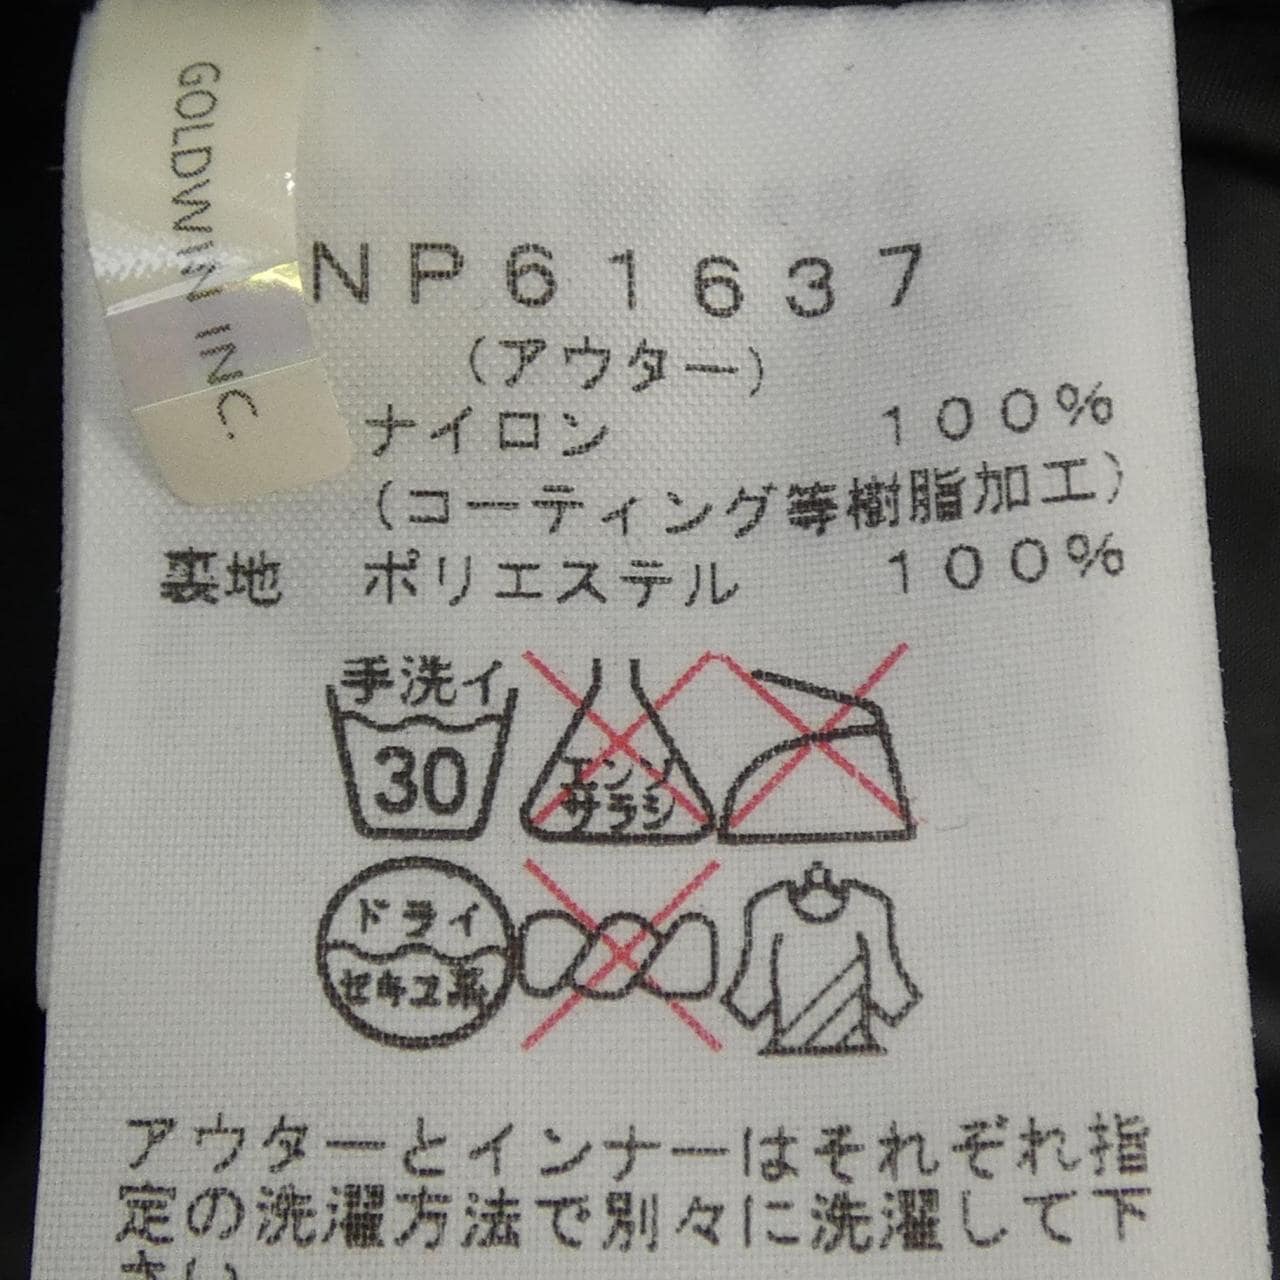 GOLDWIN INC.
NP61637
(アウター)
ナイロン 100%
(コーティング等樹脂加工)
裏地 ポリエステル 100%
手洗イ
30
エンソ
サラシ
ドライ
セキユ系
アウターとインナーはそれぞれ指
定の洗濯方法で別々に洗濯して下
さい